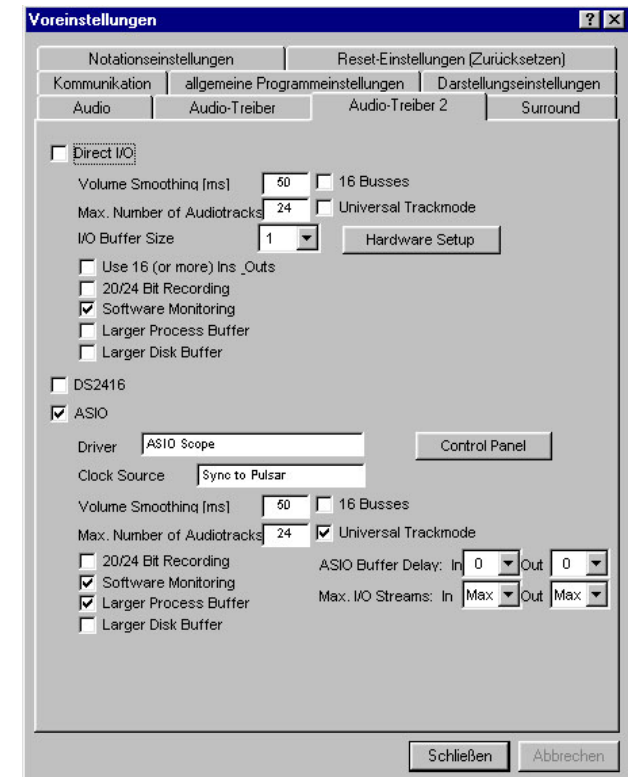 Voreinstellungen
Notationseinstellungen Reset-Einstellungen (Zurücksetzen)
Kommunikation allgemeine Programmeinstellungen Darstellungseinstellungen
Audio Audio-Treiber Audio-Treiber 2 Surround
Direct I/O
Volume Smoothing [ms] 50 16 Busses
Max. Number of Audiotracks 24 Universal Trackmode
I/O Buffer Size 1 Hardware Setup
Use 16 (or more) Ins _Outs
20/24 Bit Recording
Software Monitoring
Larger Process Buffer
Larger Disk Buffer
DS2416
ASIO
Driver ASIO Scope Control Panel
Clock Source Sync to Pulsar
Volume Smoothing [ms] 50 16 Busses
Max. Number of Audiotracks 24 Universal Trackmode
20/24 Bit Recording ASIO Buffer Delay: In 0 Out 0
Software Monitoring
Larger Process Buffer Max. I/O Streams: In Max Out Max
Larger Disk Buffer
Schließen Abbrechen